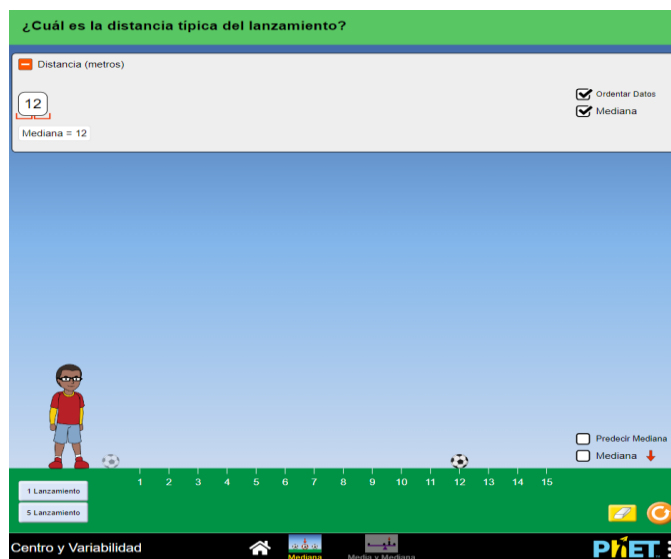 ¿Cuál es la distancia típica del lanzamiento?
Distancia (metros)
12
Mediana = 12
Ordentar Datos
Mediana
Predecir Mediana
Mediana
1 2 3 4 5 6 7 8 9 10 11 12 13 14 15
1 Lanzamiento
5 Lanzamiento
Centro y Variabilidad
Mediana
Media y Mediana
PhET